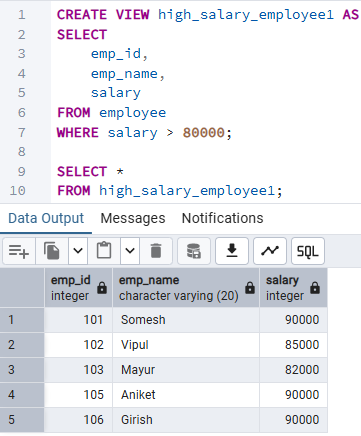 1 CREATE VIEW high_salary_employee1 AS
2 SELECT
3 emp_id,
4 emp_name,
5 salary
6 FROM employee
7 WHERE salary > 80000;
8
9 SELECT *
10 FROM high_salary_employee1;
Data Output Messages Notifications
SQL
emp_id emp_name salary
integer character varying (20) integer
1 101 Somesh 90000
2 102 Vipul 85000
3 103 Mayur 82000
4 105 Aniket 90000
5 106 Girish 90000